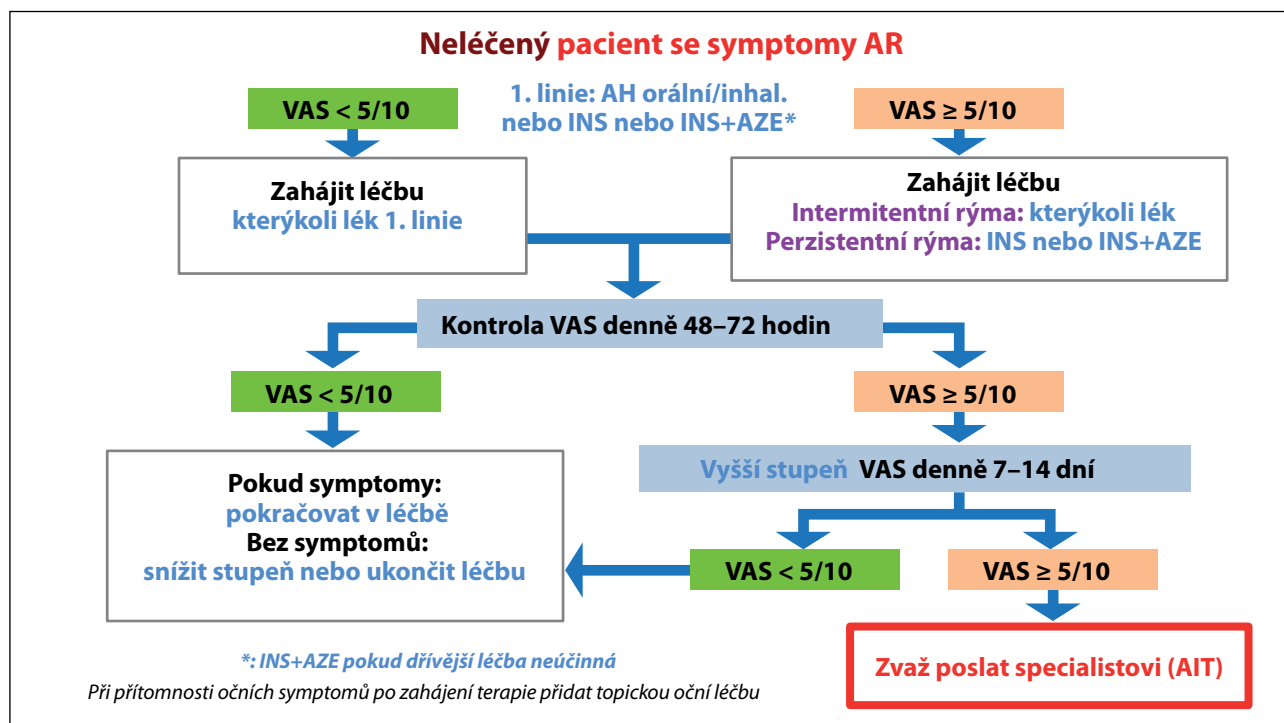 Neléčený pacient se symptomy AR
VAS < 5/10
1. linie: AH orální/inhal.
nebo INS nebo INS+AZE*
VAS ≥ 5/10
Zahájit léčbu
kterýkoli lék 1. linie
Zahájit léčbu
Intermitentní rýma: kterýkoli lék
Perzistentní rýma: INS nebo INS+AZE
Kontrola VAS denně 48–72 hodin
VAS < 5/10
VAS ≥ 5/10
Pokud symptomy:
pokračovat v léčbě
Bez symptomů:
snížit stupeň nebo ukončit léčbu
Vyšší stupeň VAS denně 7–14 dní
VAS < 5/10
VAS ≥ 5/10
Zvaž poslat specialistovi (AIT)
*: INS+AZE pokud dřívější léčba neúčinná
Při přítomnosti očních symptomů po zahájení terapie přidat topickou oční léčbu